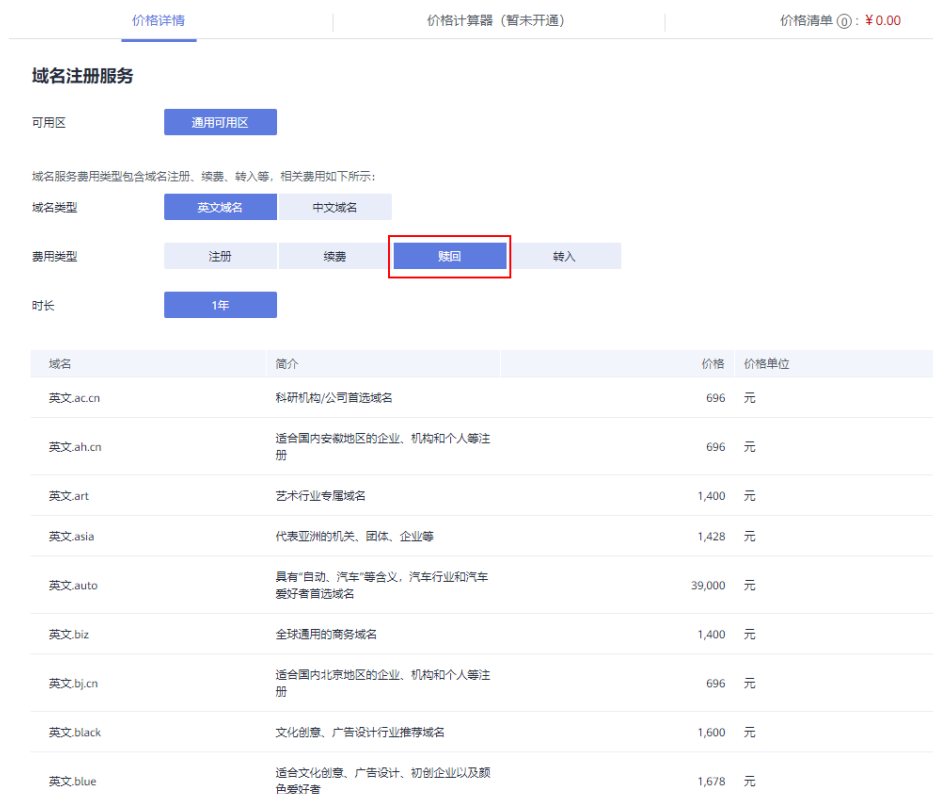 价格详情
价格计算器（暂未开通）
价格清单 0 : ¥0.00
域名注册服务
可用区 通用可用区
域名服务费用类型包含域名注册、续费、转入等，相关费用如下所示：
域名类型 英文域名 中文域名
费用类型 注册 续费 赎回 转入
时长 1年
域名 简介 价格 价格单位
英文.ac.cn 科研机构/公司首选域名 696 元
英文.ah.cn 适合国内安徽地区的企业、机构和个人等注
册 696 元
英文.art 艺术行业专属域名 1,400 元
英文.asia 代表亚洲的机关、团体、企业等 1,428 元
英文.auto 具有"自动、汽车"等含义，汽车行业和汽车
爱好者首选域名 39,000 元
英文.biz 全球通用的商务域名 1,400 元
英文.bj.cn 适合国内北京地区的企业、机构和个人等注
册 696 元
英文.black 文化创意、广告设计行业推荐域名 1,600 元
英文.blue 适合文化创意、广告设计、初创企业以及颜
色爱好者 1,678 元